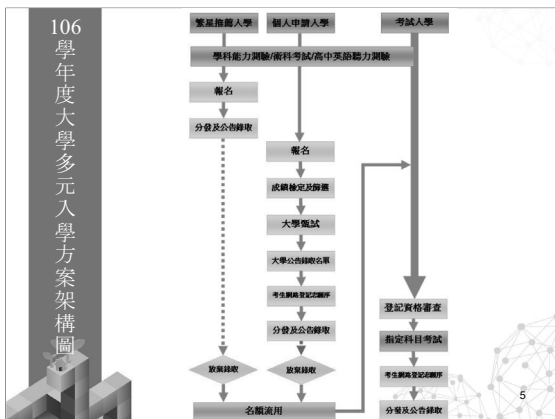 106
學年度大學多元入學方案架構圖
繁星推薦入學
個人申請入學
考試入學
學科能力測驗/術科考試/高中英語聽力測驗
報名
分發及公告錄取
報名
成績檢定及篩選
大學甄試
大學公告錄取名單
考生網路登記志願序
分發及公告錄取
放棄錄取
放棄錄取
名額流用
登記資格審查
指定科目考試
考生網路登記志願序
分發及公告錄取
5